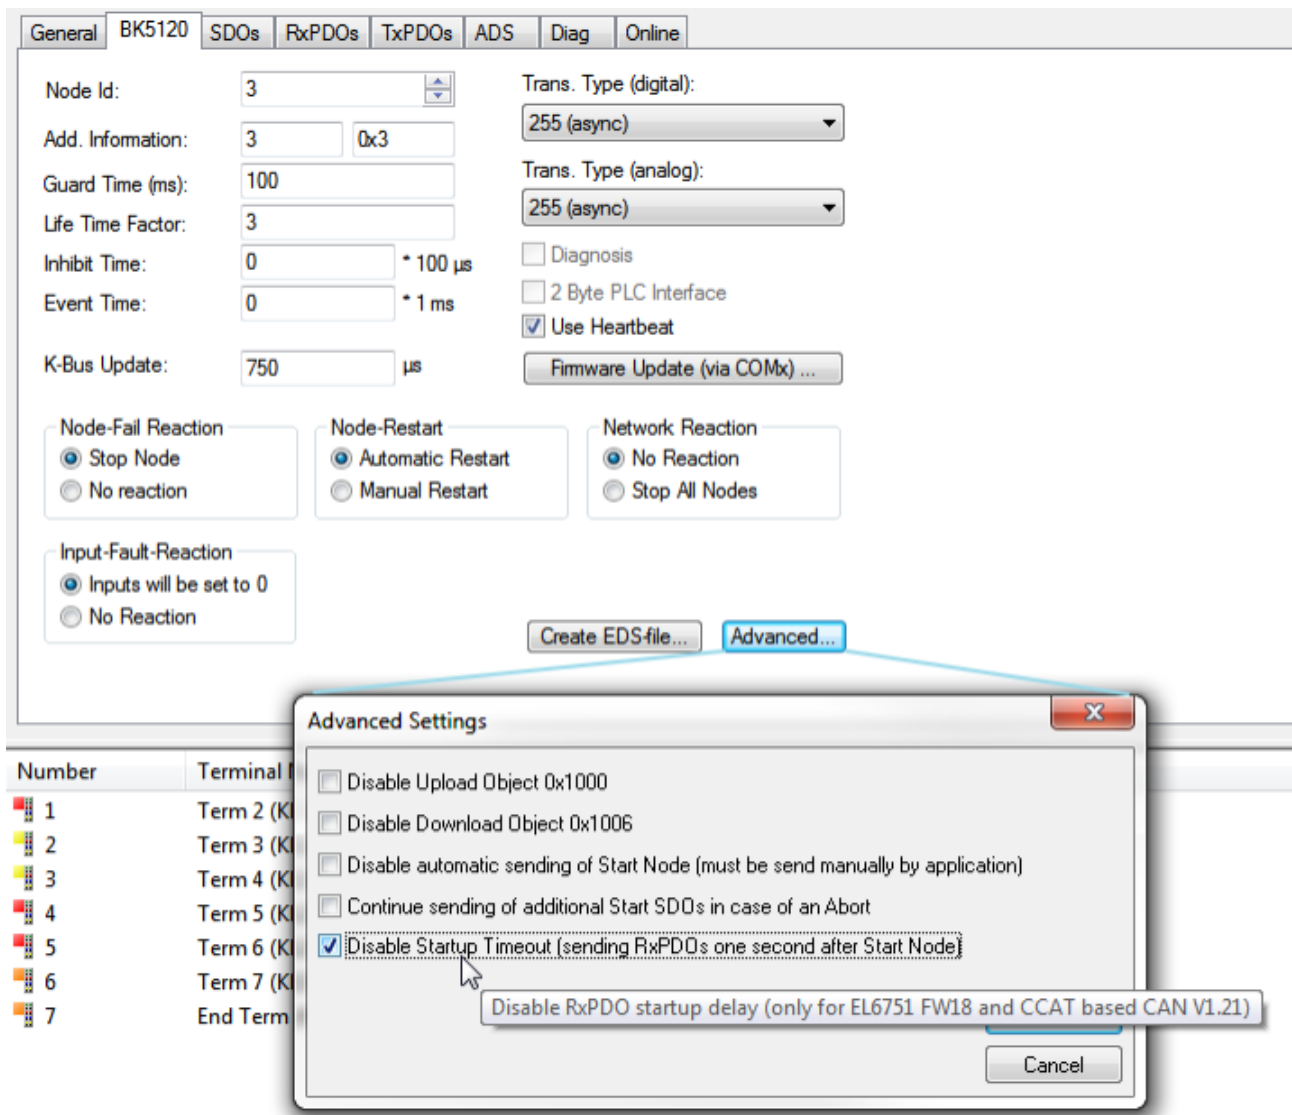 General BK5120 SDOs RxPDOs TxPDOs ADS Diag Online
Node Id: 3
Trans. Type (digital):
255 (async)
Add. Information: 3 0x3
Trans. Type (analog):
Guard Time (ms): 100
255 (async)
Life Time Factor: 3
Diagnosis
Inhibit Time: 0 * 100 µs
2 Byte PLC Interface
Event Time: 0 * 1 ms
Use Heartbeat
K-Bus Update: 750 µs
Firmware Update (via COMx) ...
Node-Fail Reaction
Stop Node
No reaction
Node-Restart
Automatic Restart
Manual Restart
Network Reaction
No Reaction
Stop All Nodes
Input-Fault-Reaction
Inputs will be set to 0
No Reaction
Create EDS-file... Advanced...
Advanced Settings
Disable Upload Object 0x1000
Disable Download Object 0x1006
Disable automatic sending of Start Node (must be send manually by application)
Continue sending of additional Start SDOs in case of an Abort
Disable Startup Timeout (sending RxPDOs one second after Start Node)
Disable RxPDO startup delay (only for EL6751 FW18 and CCAT based CAN V1.21)
Cancel
Number Terminal
1 Term 2 (Kl
2 Term 3 (Kl
3 Term 4 (Kl
4 Term 5 (Kl
5 Term 6 (Kl
6 Term 7 (Kl
7 End Term